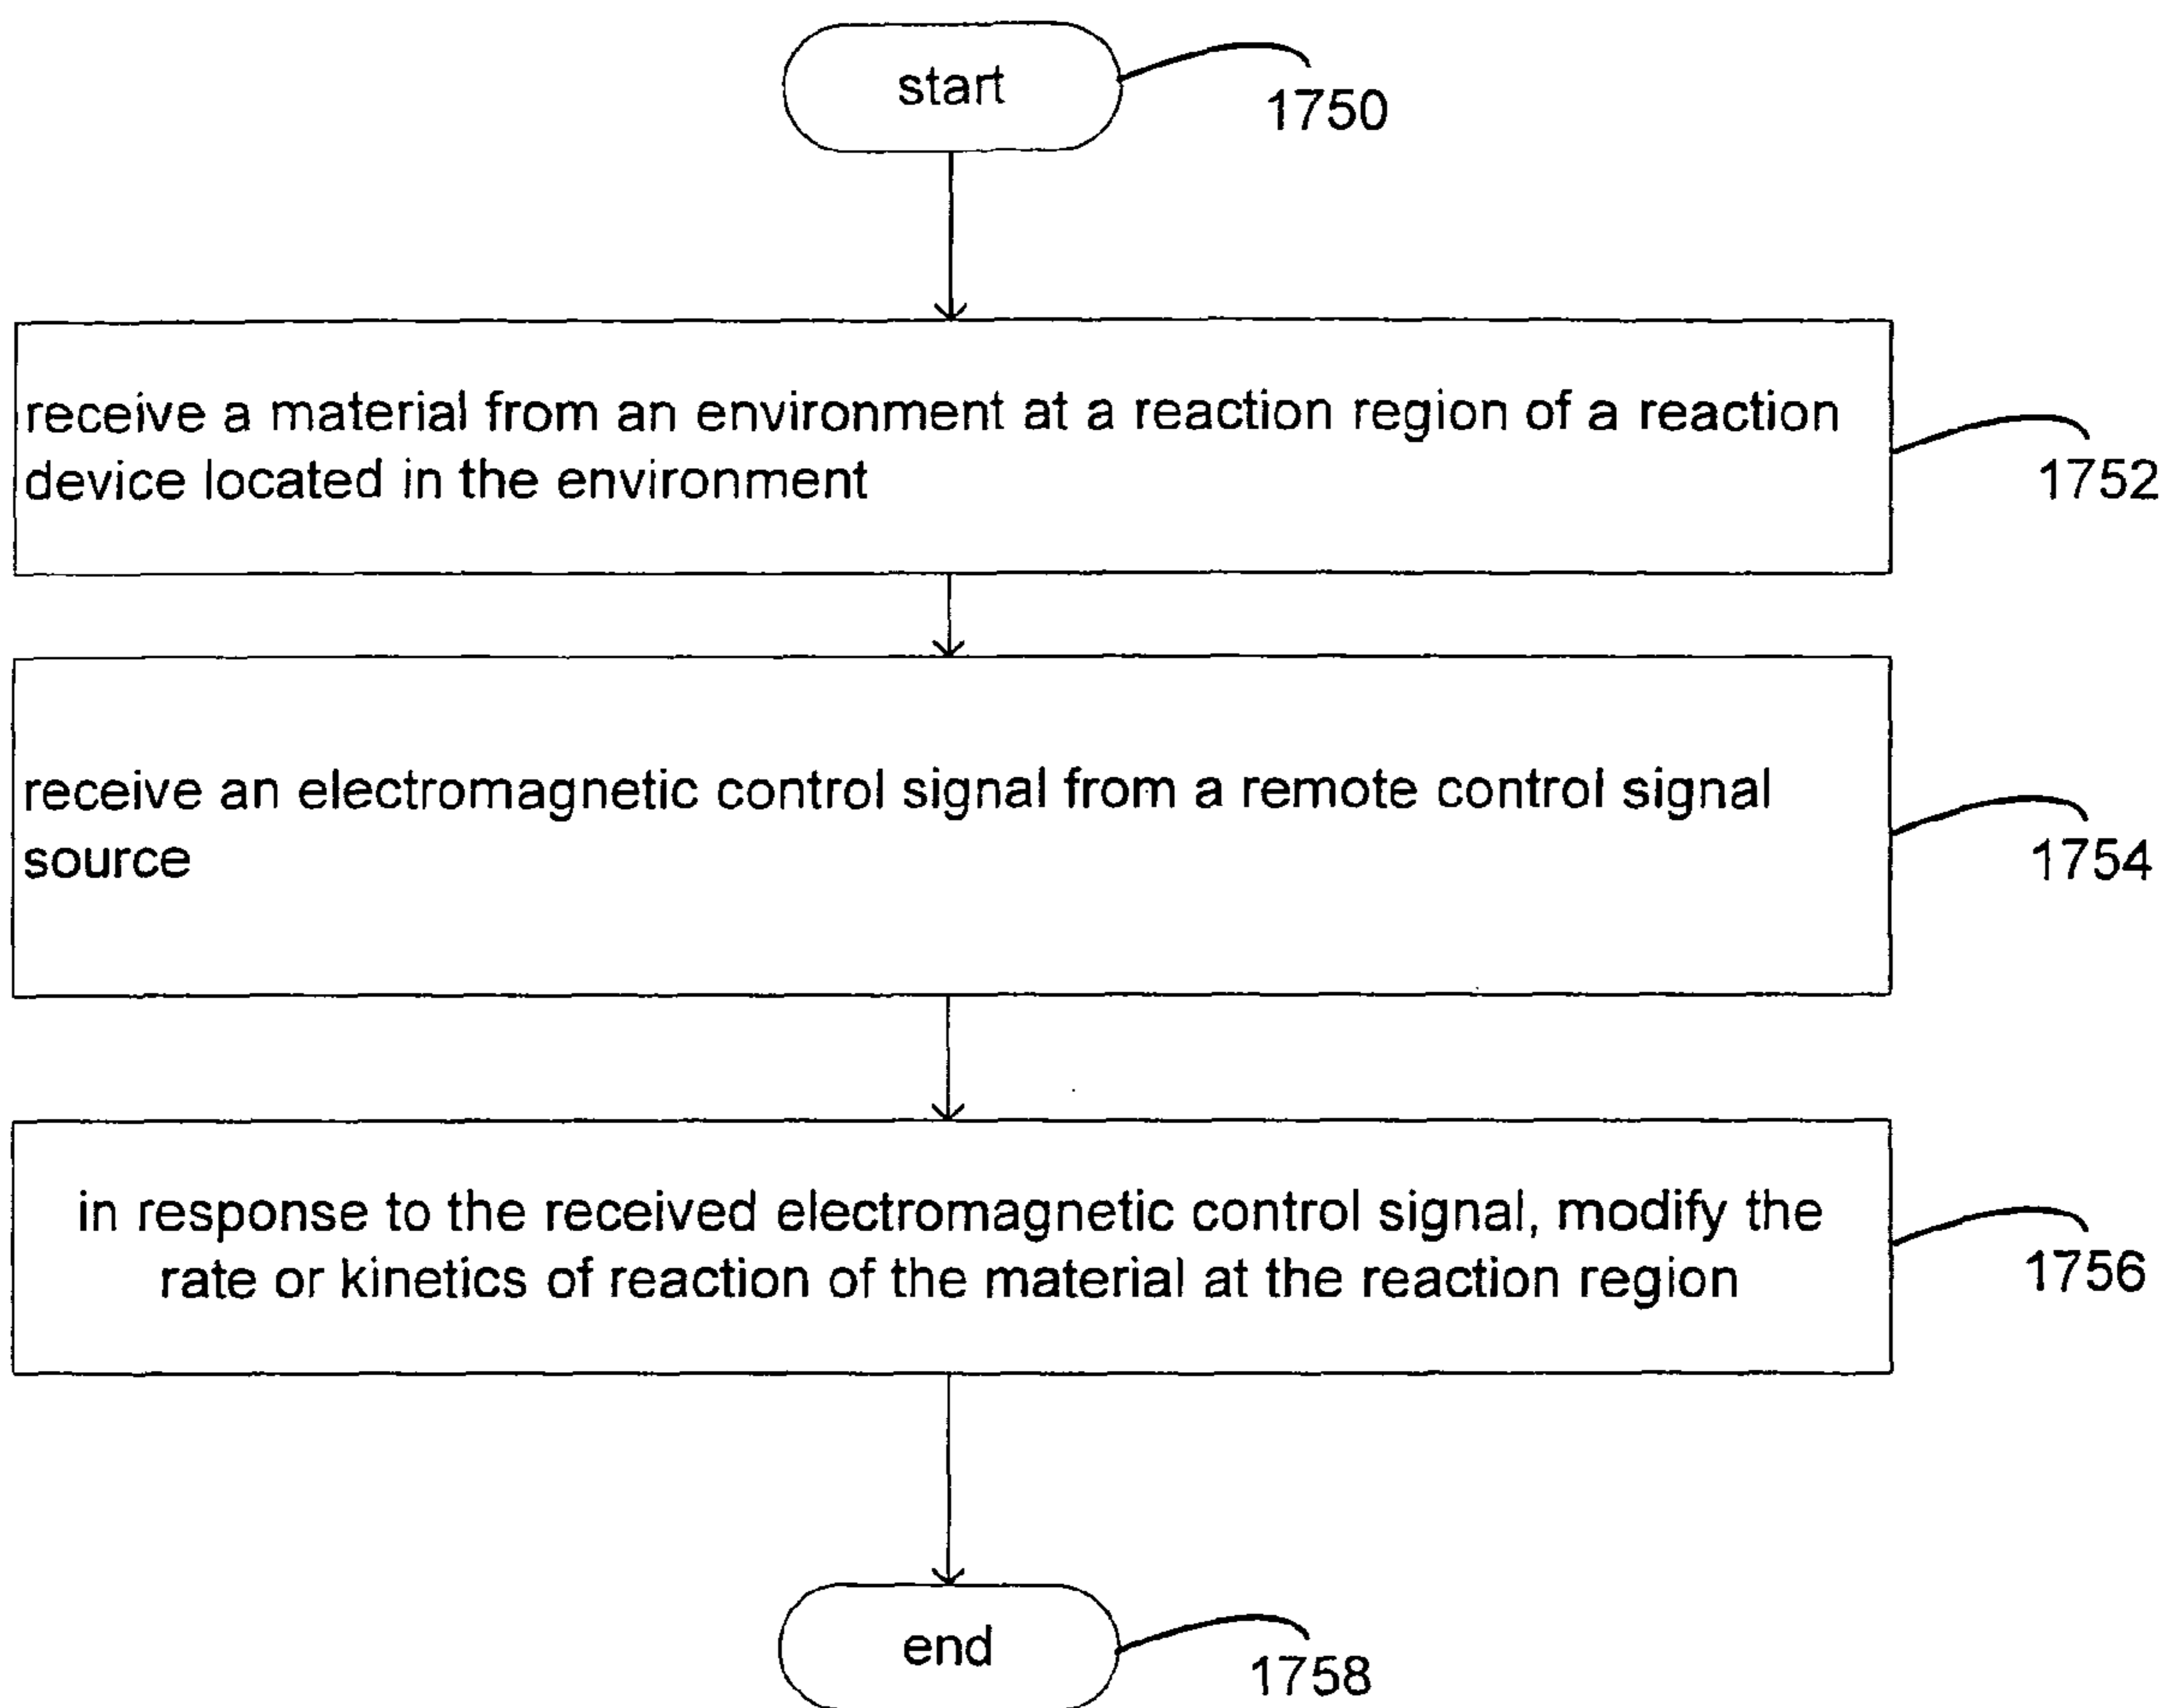 start
1750
receive a material from an environment at a reaction region of a reaction
device located in the environment
1752
receive an electromagnetic control signal from a remote control signal
source
1754
in response to the received electromagnetic control signal, modify the
rate or kinetics of reaction of the material at the reaction region
1756
end
1758